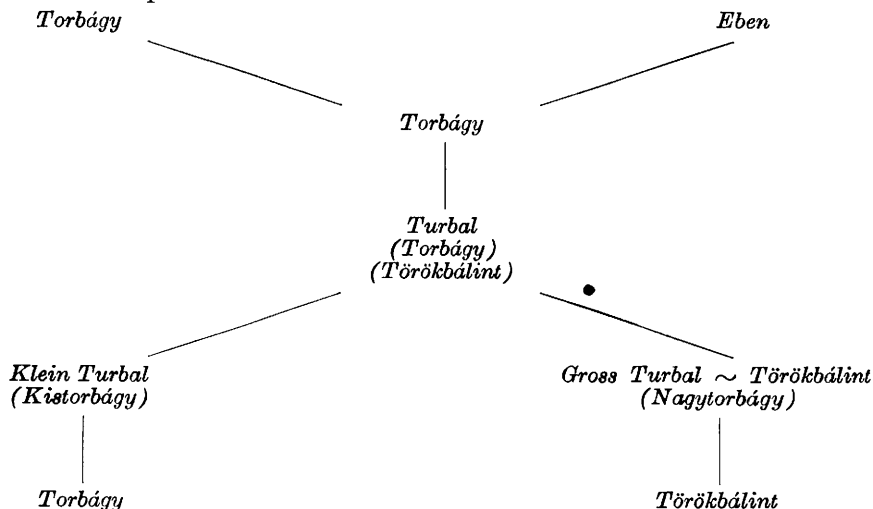 Torbágy Eben
Torbágy
Turbal
(Torbágy)
(Törökbálint)
Klein Turbal Gross Turbal ~ Törökbálint
(Kistorbágy) (Nagytorbágy)
Torbágy Törökbálint